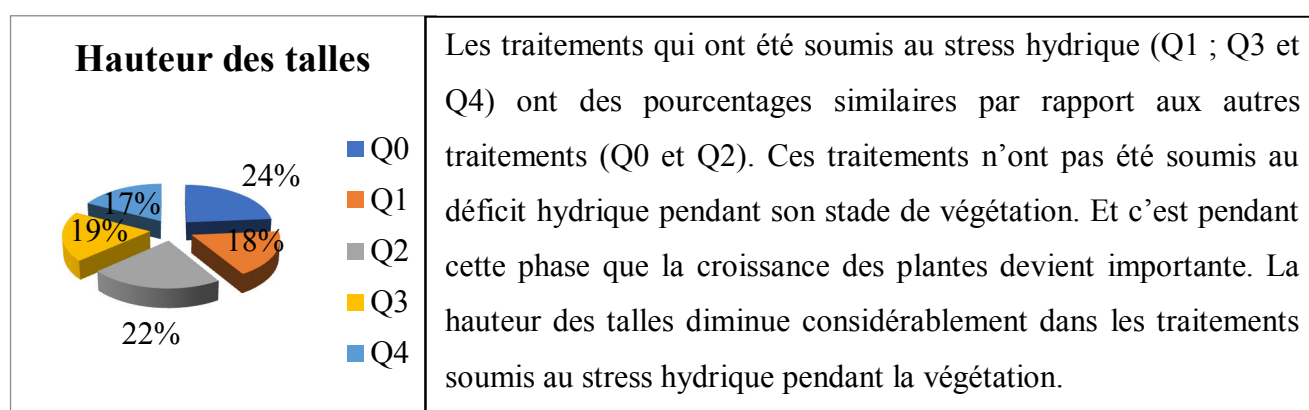 Hauteur des talles
24%
18%
22%
19%
17%
Q0
Q1
Q2
Q3
Q4
Les traitements qui ont été soumis au stress hydrique (Q1 ; Q3 et
Q4) ont des pourcentages similaires par rapport aux autres
traitements (Q0 et Q2). Ces traitements n’ont pas été soumis au
déficit hydrique pendant son stade de végétation. Et c’est pendant
cette phase que la croissance des plantes devient importante. La
hauteur des talles diminue considérablement dans les traitements
soumis au stress hydrique pendant la végétation.